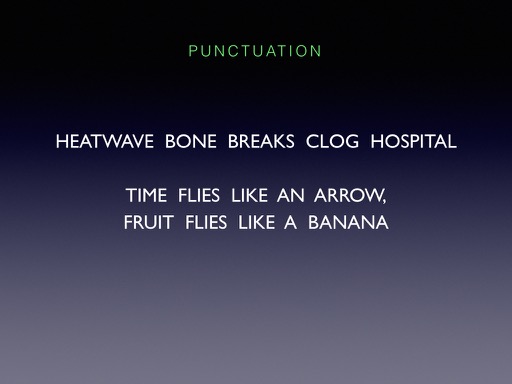 PUNCTUATION
HEATWAVE BONE BREAKS CLOG HOSPITAL
TIME FLIES LIKE AN ARROW,
FRUIT FLIES LIKE A BANANA